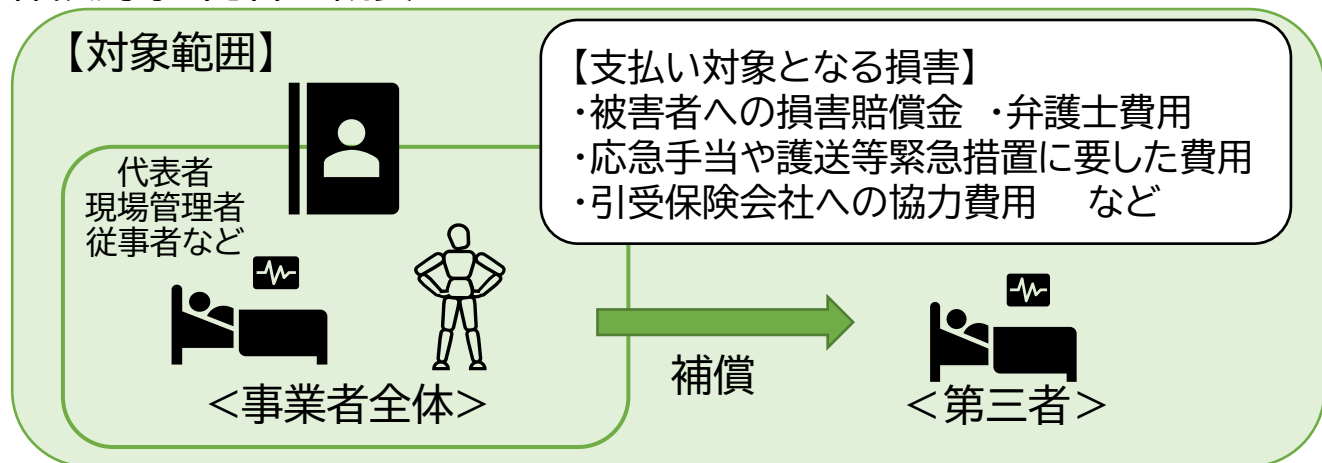 【対象範囲】
【支払い対象となる損害】
・被害者への損害賠償金 ・弁護士費用
・応急手当や護送等緊急措置に要した費用
・引受保険会社への協力費用 など
代表者
現場管理者
従事者など
補償
＜事業者全体＞
＜第三者＞